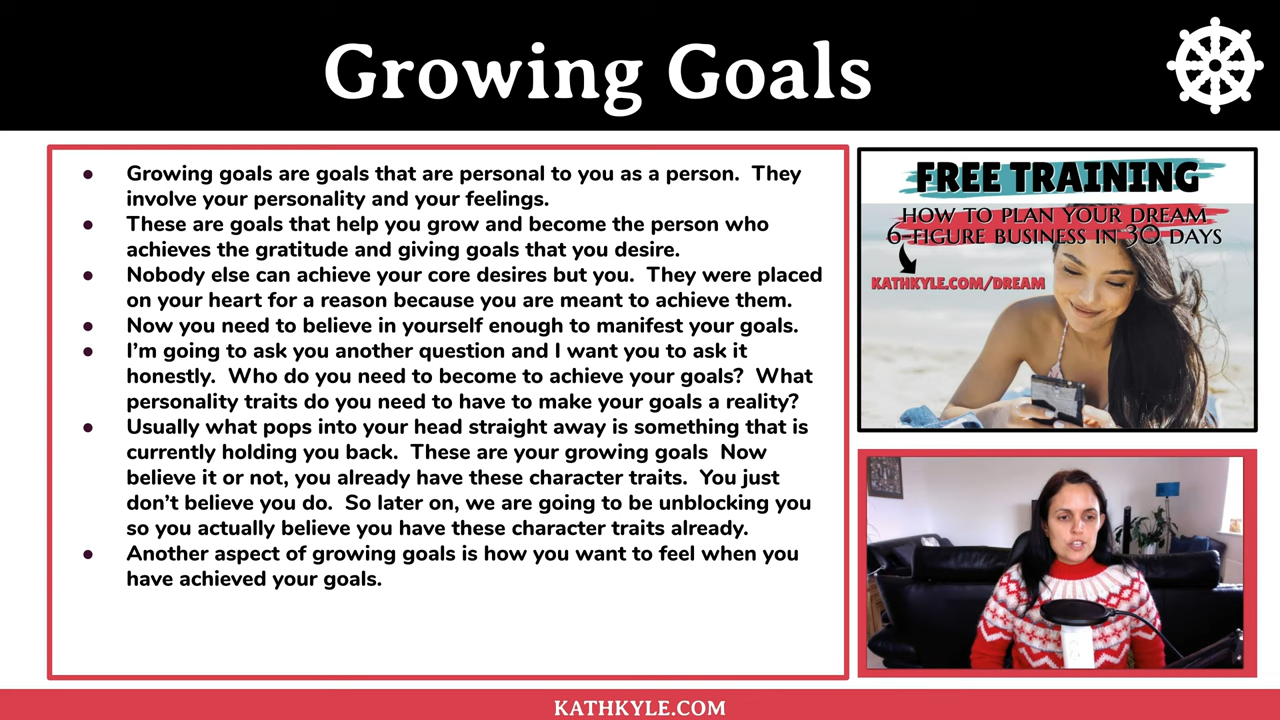 Growing Goals
● Growing goals are goals that are personal to you as a person.  They
involve your personality and your feelings.
● These are goals that help you grow and become the person who
achieves the gratitude and giving goals that you desire.
● Nobody else can achieve your core desires but you.  They were placed
on your heart for a reason because you are meant to achieve them.
● Now you need to believe in yourself enough to manifest your goals.
● I’m going to ask you another question and I want you to ask it
honestly.  Who do you need to become to achieve your goals?  What
personality traits do you need to have to make your goals a reality?
● Usually what pops into your head straight away is something that is
currently holding you back.  These are your growing goals  Now
believe it or not, you already have these character traits.  You just
don’t believe you do.  So later on, we are going to be unblocking you
so you actually believe you have these character traits already.
● Another aspect of growing goals is how you want to feel when you
have achieved your goals.
FREE TRAINING
HOW TO PLAN YOUR DREAM
6-FIGURE BUSINESS IN 30 DAYS
KATHKYLE.COM/DREAM
KATHKYLE.COM